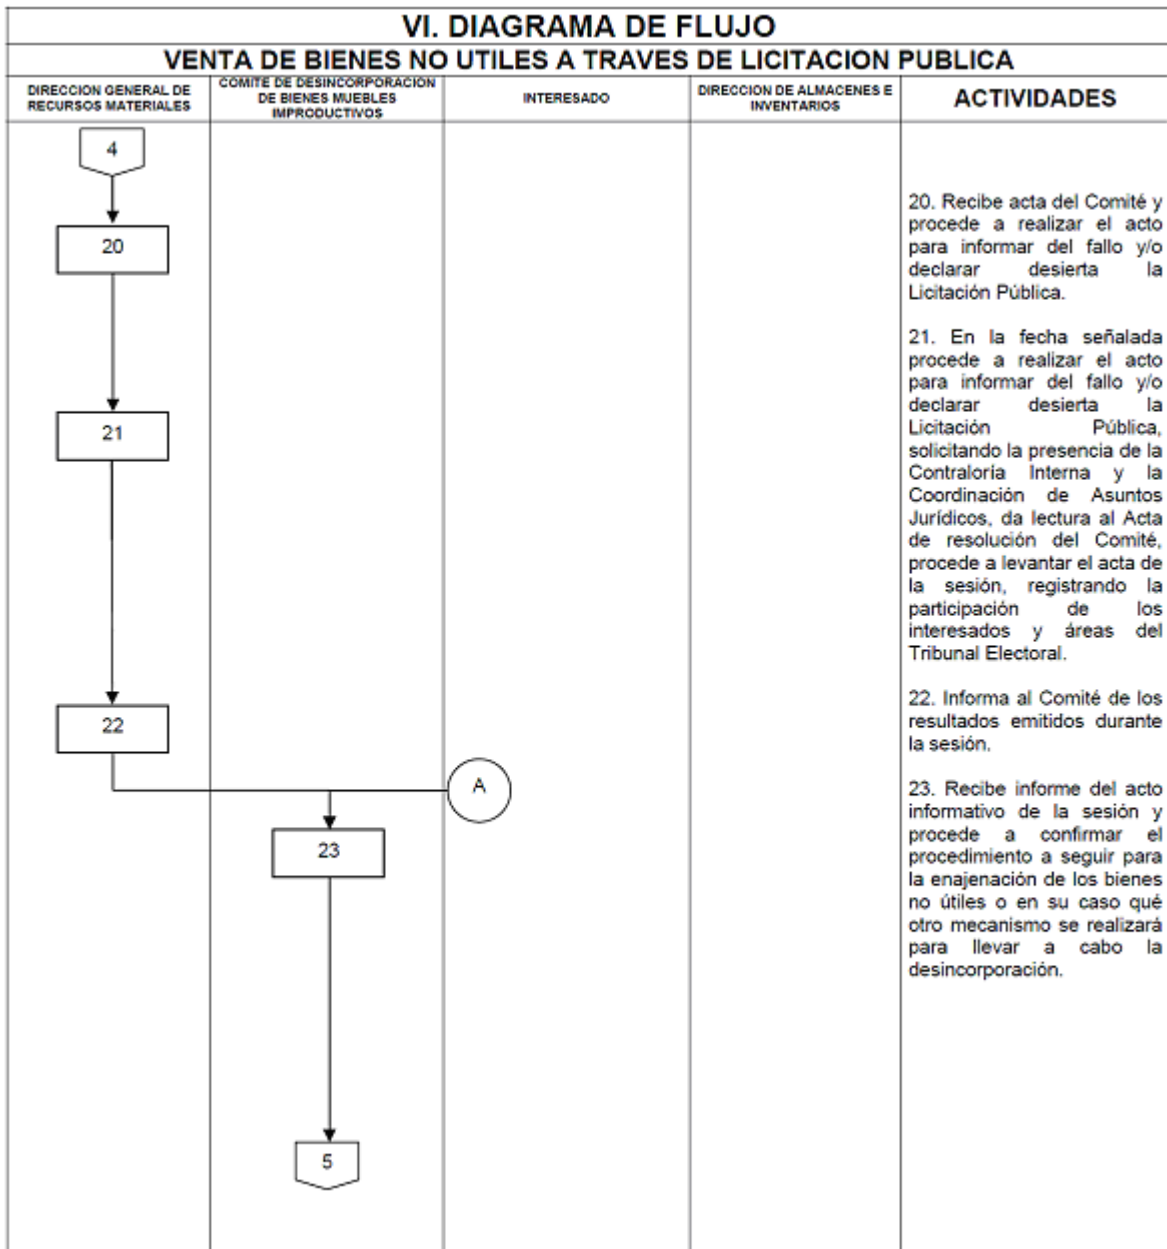 VI. DIAGRAMA DE FLUJO
VENTA DE BIENES NO UTILES A TRAVES DE LICITACION PUBLICA
DIRECCION GENERAL DE
RECURSOS MATERIALES
COMITE DE DESINCORPORACION
DE BIENES MUEBLES
IMPRODUCTIVOS
INTERESADO
DIRECCION DE ALMACENES E
INVENTARIOS
ACTIVIDADES
4
20
21
22
A
23
5
20. Recibe acta del Comité y
procede a realizar el acto
para informar del fallo y/o
declarar desierta la
Licitación Pública.
21. En la fecha señalada
procede a realizar el acto
para informar del fallo y/o
declarar desierta la
Licitación Pública,
solicitando la presencia de la
Contraloría Interna y la
Coordinación de Asuntos
Jurídicos, da lectura al Acta
de resolución del Comité,
procede a levantar el acta de
la sesión, registrando la
participación de los
interesados y áreas del
Tribunal Electoral.
22. Informa al Comité de los
resultados emitidos durante
la sesión.
23. Recibe informe del acto
informativo de la sesión y
procede a confirmar el
procedimiento a seguir para
la enajenación de los bienes
no útiles o en su caso qué
otro mecanismo se realizará
para llevar a cabo la
desincorporación.